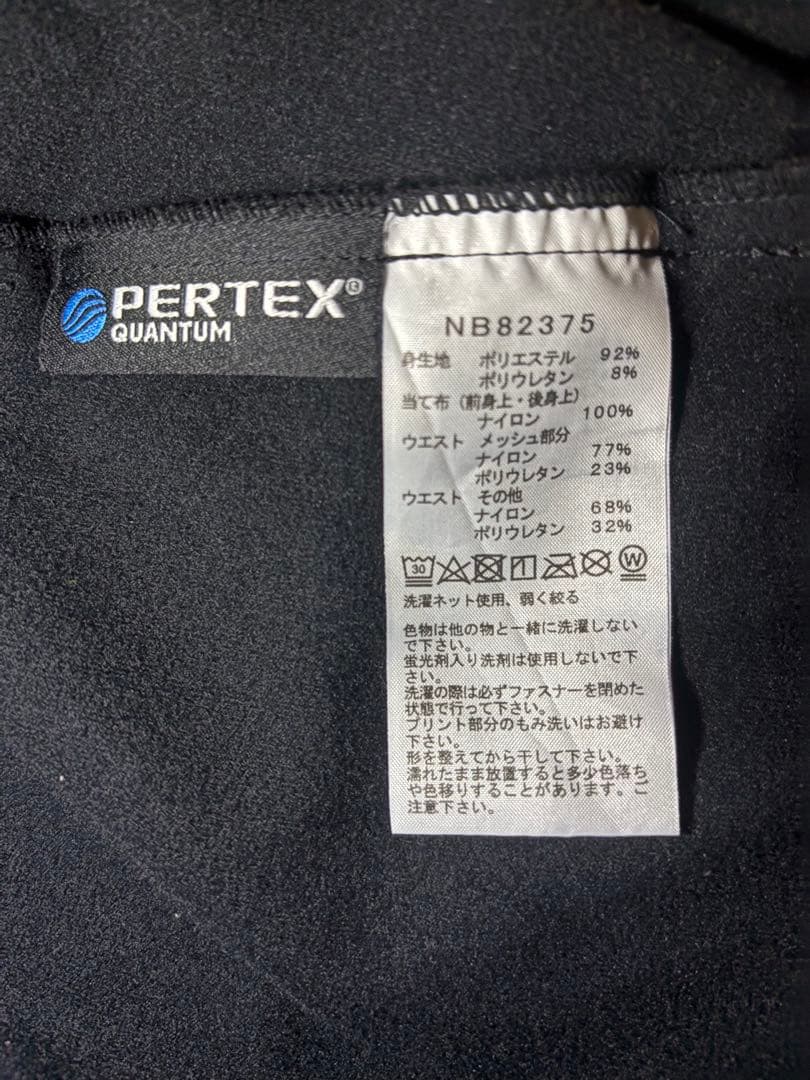 PERTEX®
QUANTUM
NB82375
身生地 ポリエステル 92%
ポリウレタン 8%
当て布(前身上・後身上)
ナイロン 100%
ウエスト メッシュ部分
ナイロン 77%
ポリウレタン 23%
ウエスト その他
ナイロン 68%
ポリウレタン 32%
30 W
洗濯ネット使用、弱く絞る
色物は他の物と一緒に洗濯しない
で下さい。
蛍光剤入り洗剤は使用しないで下
さい。
洗濯の際は必ずファスナーを閉めた
状態で行って下さい。
プリント部分のもみ洗いはお避け
下さい。
形を整えてから干して下さい。
濡れたまま放置すると多少色落ち
や色移りすることがあります。ご
注意下さい。